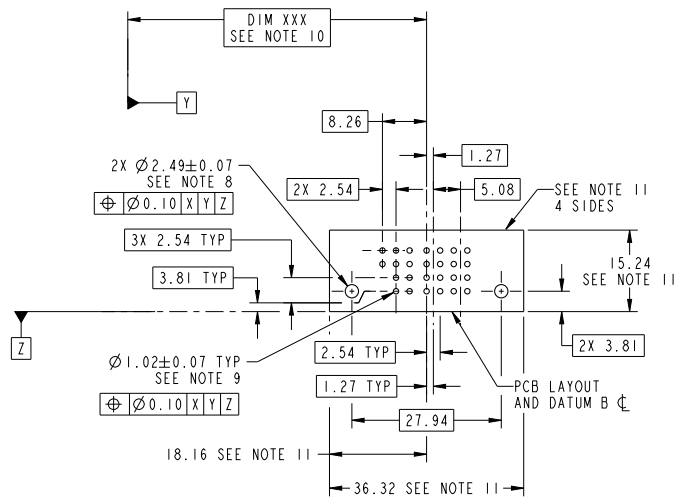 DIM XXX
SEE NOTE 10
Y
8.26
1.27
2X Ø2.49±0.07
SEE NOTE 8
2X 2.54
5.08
SEE NOTE 11
4 SIDES
⌖ Ø0.10 X Y Z
3X 2.54 TYP
15.24
SEE NOTE 11
3.81 TYP
Z
2X 3.81
2.54 TYP
Ø1.02±0.07 TYP
SEE NOTE 9
1.27 TYP
PCB LAYOUT
AND DATUM B ℄
⌖ Ø0.10 X Y Z
27.94
18.16 SEE NOTE 11
36.32 SEE NOTE 11